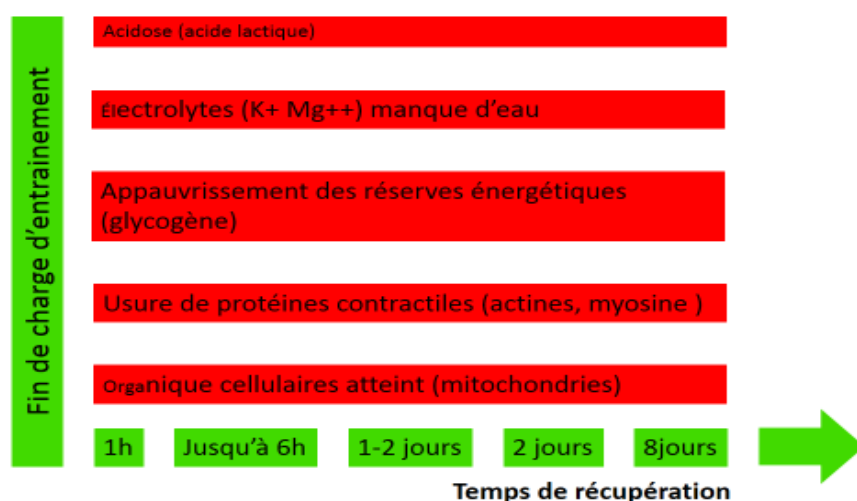 Fin de charge d'entrainement
Acidose (acide lactique)
Électrolytes (K+ Mg++) manque d'eau
Appauvrissement des réserves énergétiques
(glycogène)
Usure de protéines contractiles (actines, myosine )
Organique cellulaires atteint (mitochondries)
1h Jusqu'à 6h 1-2 jours 2 jours 8jours
Temps de récupération